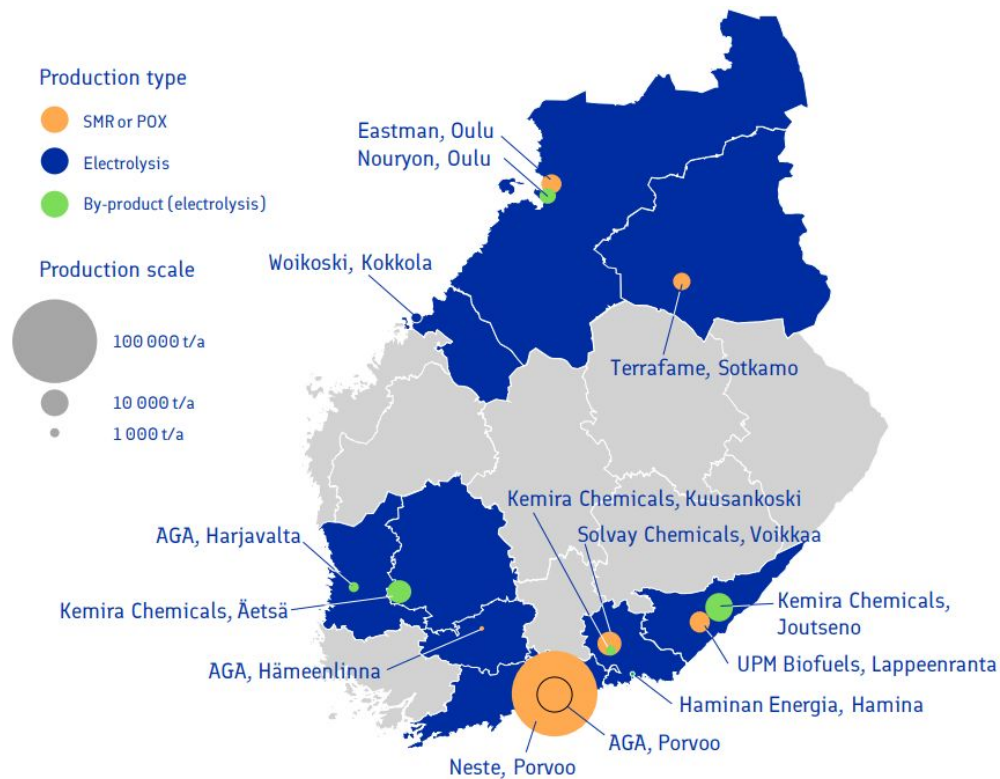 Production type
SMR or POX
Electrolysis
By-product (electrolysis)
Production scale
100 000 t/a
10 000 t/a
1 000 t/a
Eastman, Oulu
Nouryon, Oulu
Woikoski, Kokkola
Terrafame, Sotkamo
Kemira Chemicals, Kuusankoski
Solvay Chemicals, Voikkaa
AGA, Harjavalta
Kemira Chemicals, Äetsä
Kemira Chemicals,
Joutseno
AGA, Hämeenlinna
UPM Biofuels, Lappeenranta
Haminan Energia, Hamina
AGA, Porvoo
Neste, Porvoo